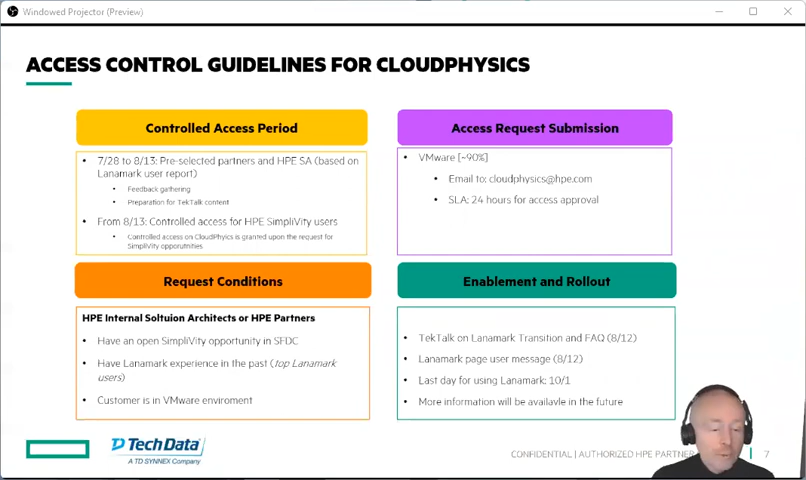 Windowed Projector (Preview)
ACCESS CONTROL GUIDELINES FOR CLOUDPHYSICS
Controlled Access Period
7/28 to 8/13: Pre-selected partners and HPE SA (based on
Lanamark user report)
Feedback gathering
Preparation for TekTalk content
From 8/13: Controlled access for HPE SimpliVity users
Controlled access on CloudPhyics is granted upon the request for
SimpliVity opporutnities
Access Request Submission
VMware [~90%]
Email to: cloudphysics@hpe.com
SLA: 24 hours for access approval
Request Conditions
HPE Internal Soltuion Architects or HPE Partners
Have an open SimpliVity opportunity in SFDC
Have Lanamark experience in the past (top Lanamark
users)
Customer is in VMware enviroment
Enablement and Rollout
TekTalk on Lanamark Transition and FAQ (8/12)
Lanamark page user message (8/12)
Last day for using Lanamark: 10/1
More information will be availavle in the future
TechData
A TD SYNNEX Company
CONFIDENTIAL | AUTHORIZED HPE PARTNER
7